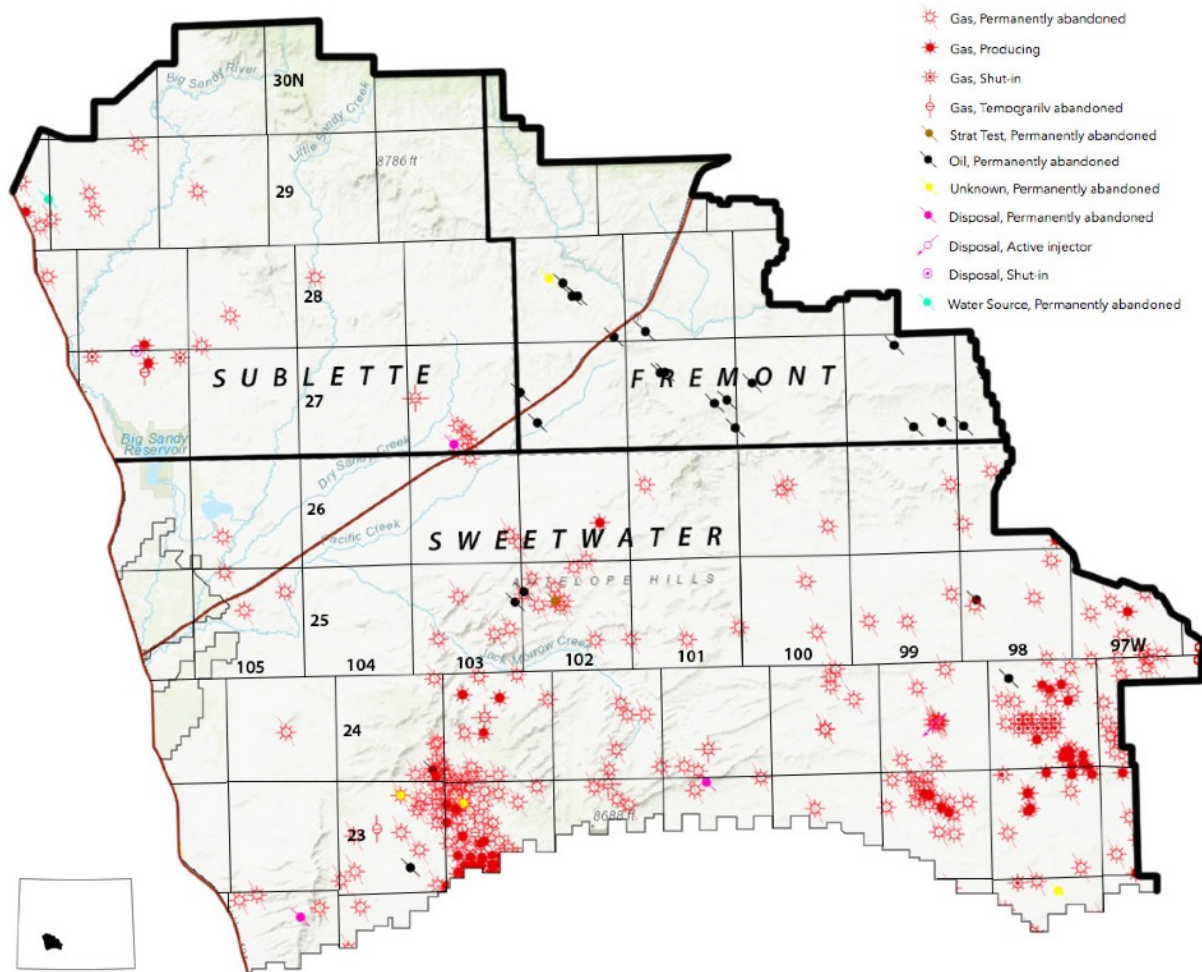 Gas, Permanently abandoned
Gas, Producing
Gas, Shut-in
Gas, Temporarily abandoned
Strat Test, Permanently abandoned
Oil, Permanently abandoned
Unknown, Permanently abandoned
Disposal, Permanently abandoned
Disposal, Active injector
Disposal, Shut-in
Water Source, Permanently abandoned
Big Sandy River
30N
Little Sandy Creek
8786 ft
29
28
SUBLETTE
FREMONT
27
Big Sandy
Reservoir
Dry Sandy Creek
26
Pacific Creek
SWEETWATER
ANTELOPE HILLS
25
Jack Morrow Creek
105
104
103
102
101
100
99
98
97W
24
23
8688 ft